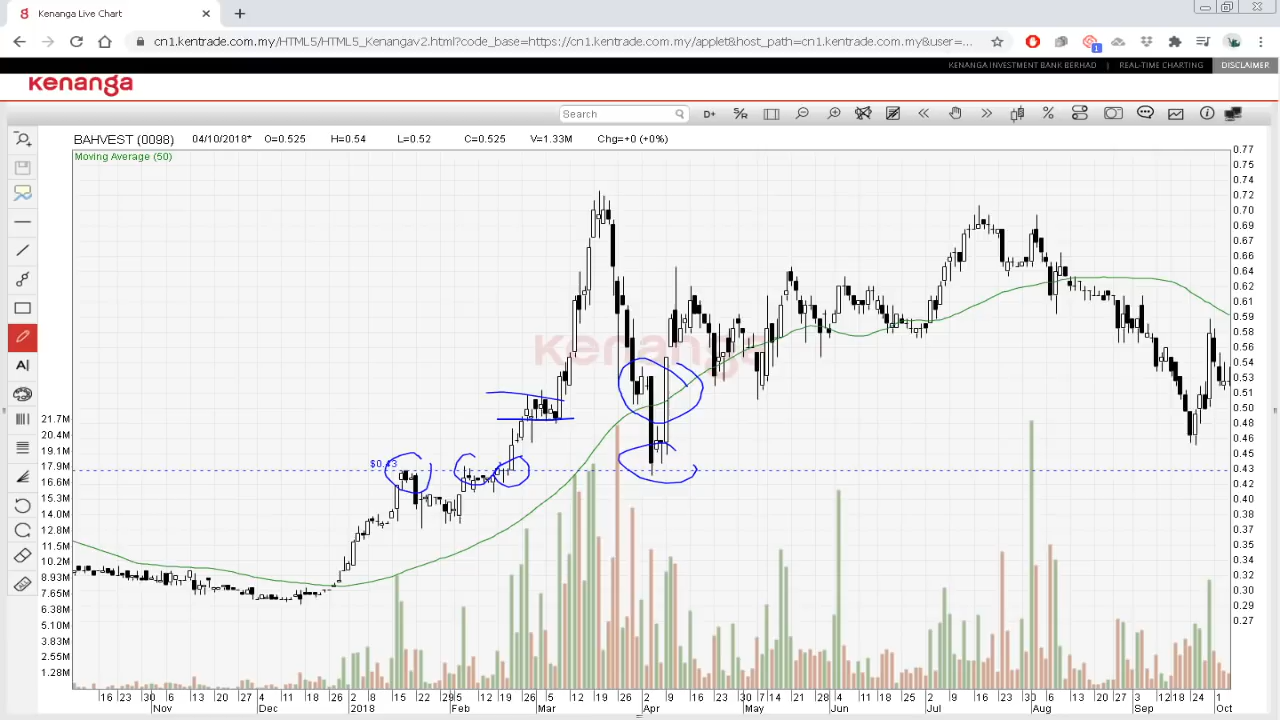 Kenanga Live Chart
cn1.kentrade.com.my/HTML5/HTML5_Kenangav2.html?code_base=https://cn1.kentrade.com.my/applet&host_path=cn1.kentrade.com.my&user=...
1
KENANGA INVESTMENT BANK BERHAD | REAL-TIME CHARTING DISCLAIMER
kenanga
Search
D+
BAHVEST (0098) 04/10/2018* O=0.525 H=0.54 L=0.52 C=0.525 V=1.33M Chg=+0 (+0%)
Moving Average (50)
kenanga
$0.43
A
0.77
0.75
0.74
0.72
0.70
0.69
0.67
0.66
0.64
0.62
0.61
0.59
0.58
0.56
0.54
0.53
0.51
0.50
0.48
0.46
0.45
0.43
0.42
0.40
0.38
0.37
0.35
0.34
0.32
0.30
0.29
0.27
21.7M
20.4M
19.1M
17.9M
16.6M
15.3M
14.0M
12.8M
11.5M
10.2M
8.93M
7.65M
6.38M
5.10M
3.83M
2.55M
1.28M
16 23 30 6 13 20 27 4 11 18 26 2 8 15 22 29 5 12 19 26 5 12 19 26 2 9 16 23 30 7 14 21 28 4 11 18 25 2 9 16 23 30 6 13 20 27 3 12 18 24 1
Nov Dec 2018 Feb Mar Apr May Jun Jul Aug Sep Oct